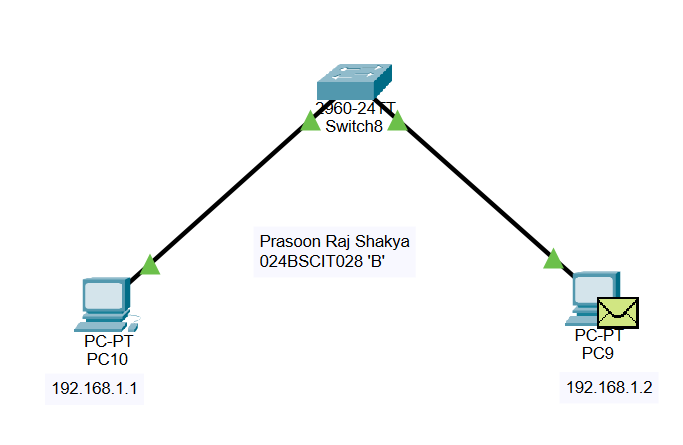 2960-24TT
Switch8
Prasoon Raj Shakya
024BSCIT028 'B'
PC-PT
PC10
PC-PT
PC9
192.168.1.1
192.168.1.2